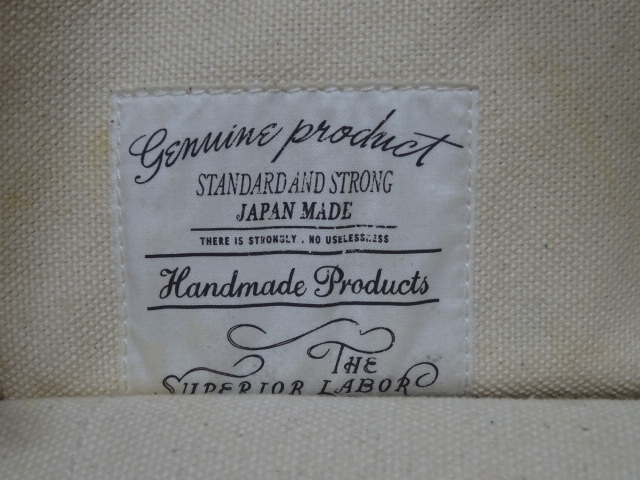 Genuine product
STANDARD AND STRONG
JAPAN MADE
THERE IS STRONGLY . NO USELESSNESS
Handmade Products
THE
SUPERIOR LABOR